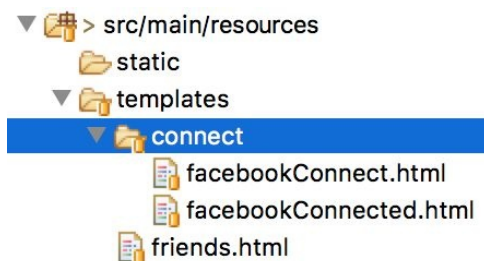 > src/main/resources
static
templates
connect
facebookConnect.html
facebookConnected.html
friends.html